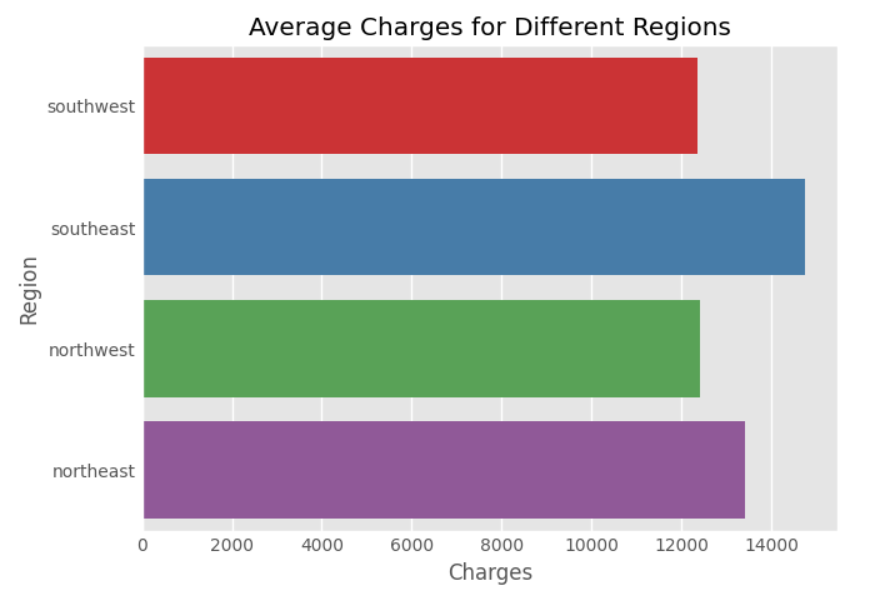 Average Charges for Different Regions
southwest
southeast
northwest
northeast
Region
0 2000 4000 6000 8000 10000 12000 14000
Charges